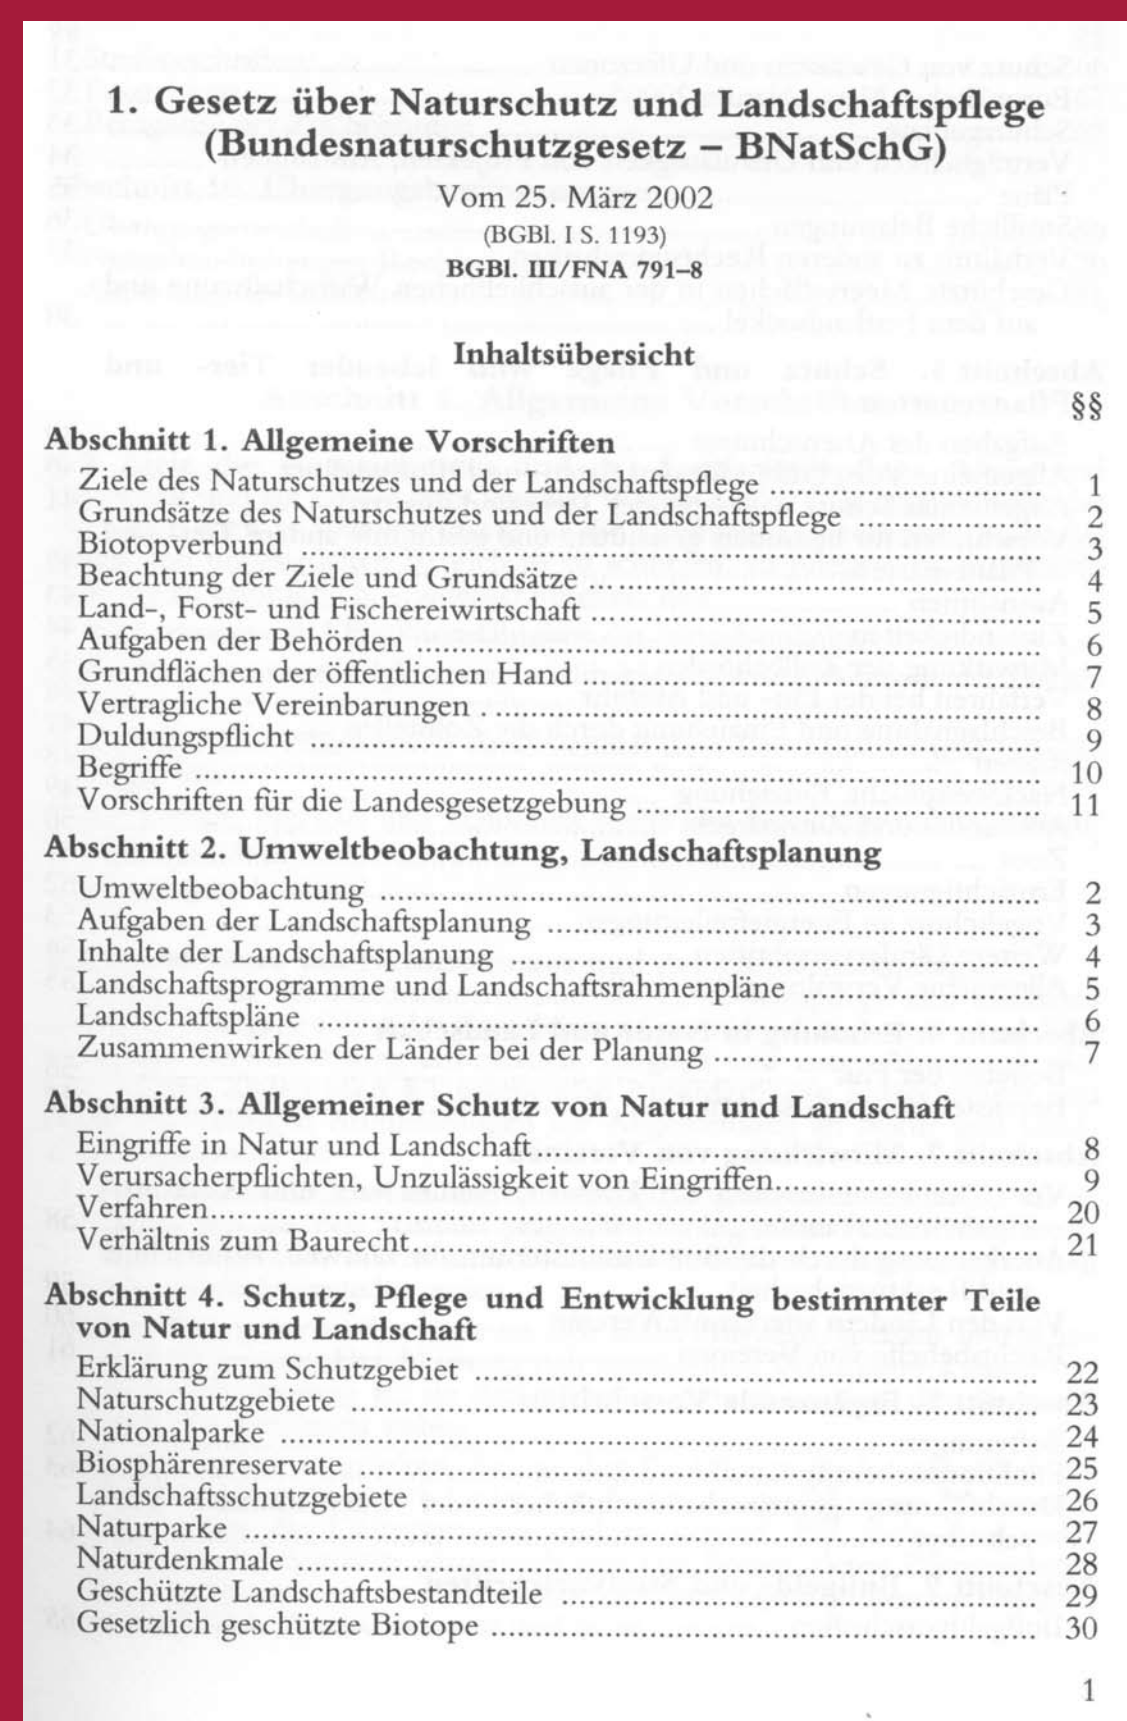 1. Gesetz über Naturschutz und Landschaftspflege
(Bundesnaturschutzgesetz – BNatSchG)
Vom 25. März 2002
(BGBl. I S. 1193)
BGBl. III/FNA 791–8
Inhaltsübersicht
§§
Abschnitt 1. Allgemeine Vorschriften
Ziele des Naturschutzes und der Landschaftspflege ........ 1
Grundsätze des Naturschutzes und der Landschaftspflege ........ 2
Biotopverbund ........ 3
Beachtung der Ziele und Grundsätze ........ 4
Land-, Forst- und Fischereiwirtschaft ........ 5
Aufgaben der Behörden ........ 6
Grundflächen der öffentlichen Hand ........ 7
Vertragliche Vereinbarungen ........ 8
Duldungspflicht ........ 9
Begriffe ........ 10
Vorschriften für die Landesgesetzgebung ........ 11
Abschnitt 2. Umweltbeobachtung, Landschaftsplanung
Umweltbeobachtung ........ 2
Aufgaben der Landschaftsplanung ........ 3
Inhalte der Landschaftsplanung ........ 4
Landschaftsprogramme und Landschaftsrahmenpläne ........ 5
Landschaftspläne ........ 6
Zusammenwirken der Länder bei der Planung ........ 7
Abschnitt 3. Allgemeiner Schutz von Natur und Landschaft
Eingriffe in Natur und Landschaft ........ 8
Verursacherpflichten, Unzulässigkeit von Eingriffen ........ 9
Verfahren ........ 20
Verhältnis zum Baurecht ........ 21
Abschnitt 4. Schutz, Pflege und Entwicklung bestimmter Teile
von Natur und Landschaft
Erklärung zum Schutzgebiet ........ 22
Naturschutzgebiete ........ 23
Nationalparke ........ 24
Biosphärenreservate ........ 25
Landschaftsschutzgebiete ........ 26
Naturparke ........ 27
Naturdenkmale ........ 28
Geschützte Landschaftsbestandteile ........ 29
Gesetzlich geschützte Biotope ........ 30
1